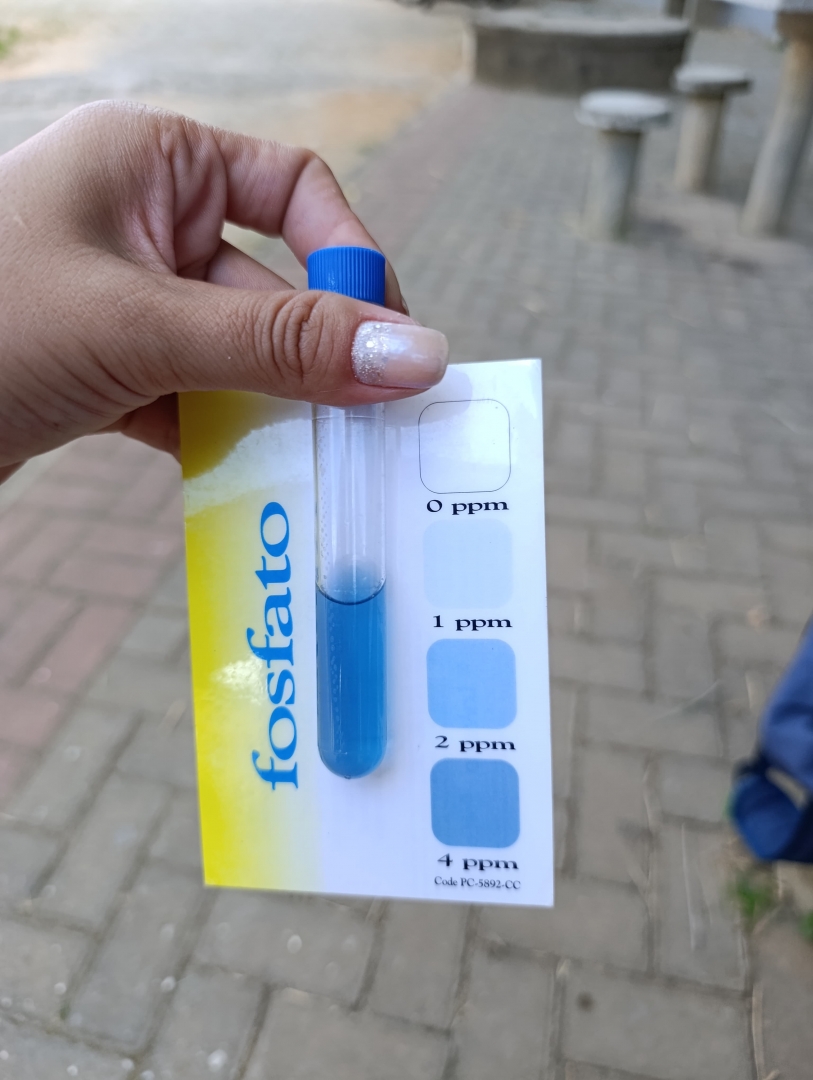 fosfato
0 ppm
1 ppm
2 ppm
4 ppm
Code PC-5892-CC